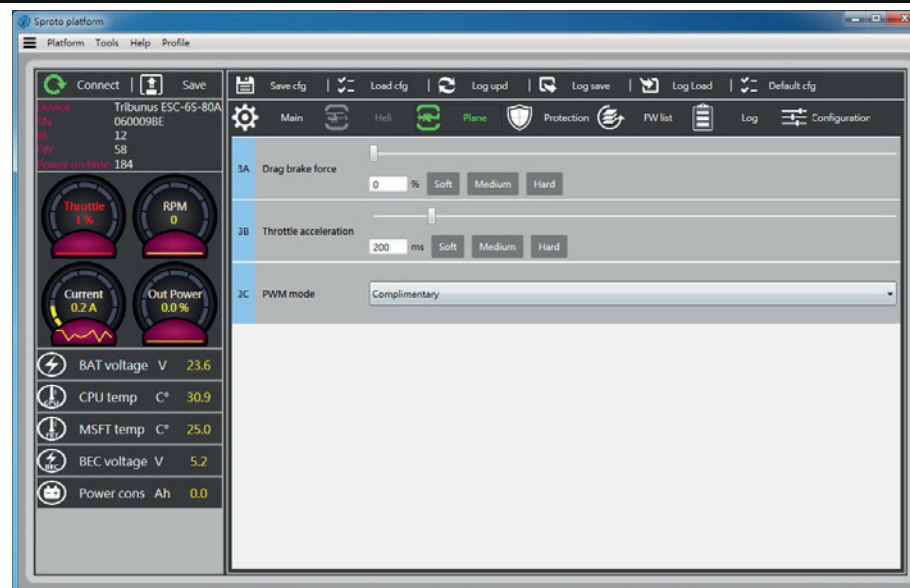 Sproto platform
Platform Tools Help Profile
Connect | Save
Save cfg | Load cfg | Log upd | Log save | Log Load | Default cfg
Device Tribunus ESC-6S-80A
SN 060009BE
BL 12
FW 58
Power on time 184
Main Heli Plane Protection FW list Log Configuration
Throttle
1 %
RPM
0
Current
0.2 A
Out Power
0.0 %
BAT voltage V 23.6
CPU temp C° 30.9
MSFT temp C° 25.0
BEC voltage V 5.2
Power cons Ah 0.0
3A Drag brake force
0 % Soft Medium Hard
3B Throttle acceleration
200 ms Soft Medium Hard
3C PWM mode Complimentary